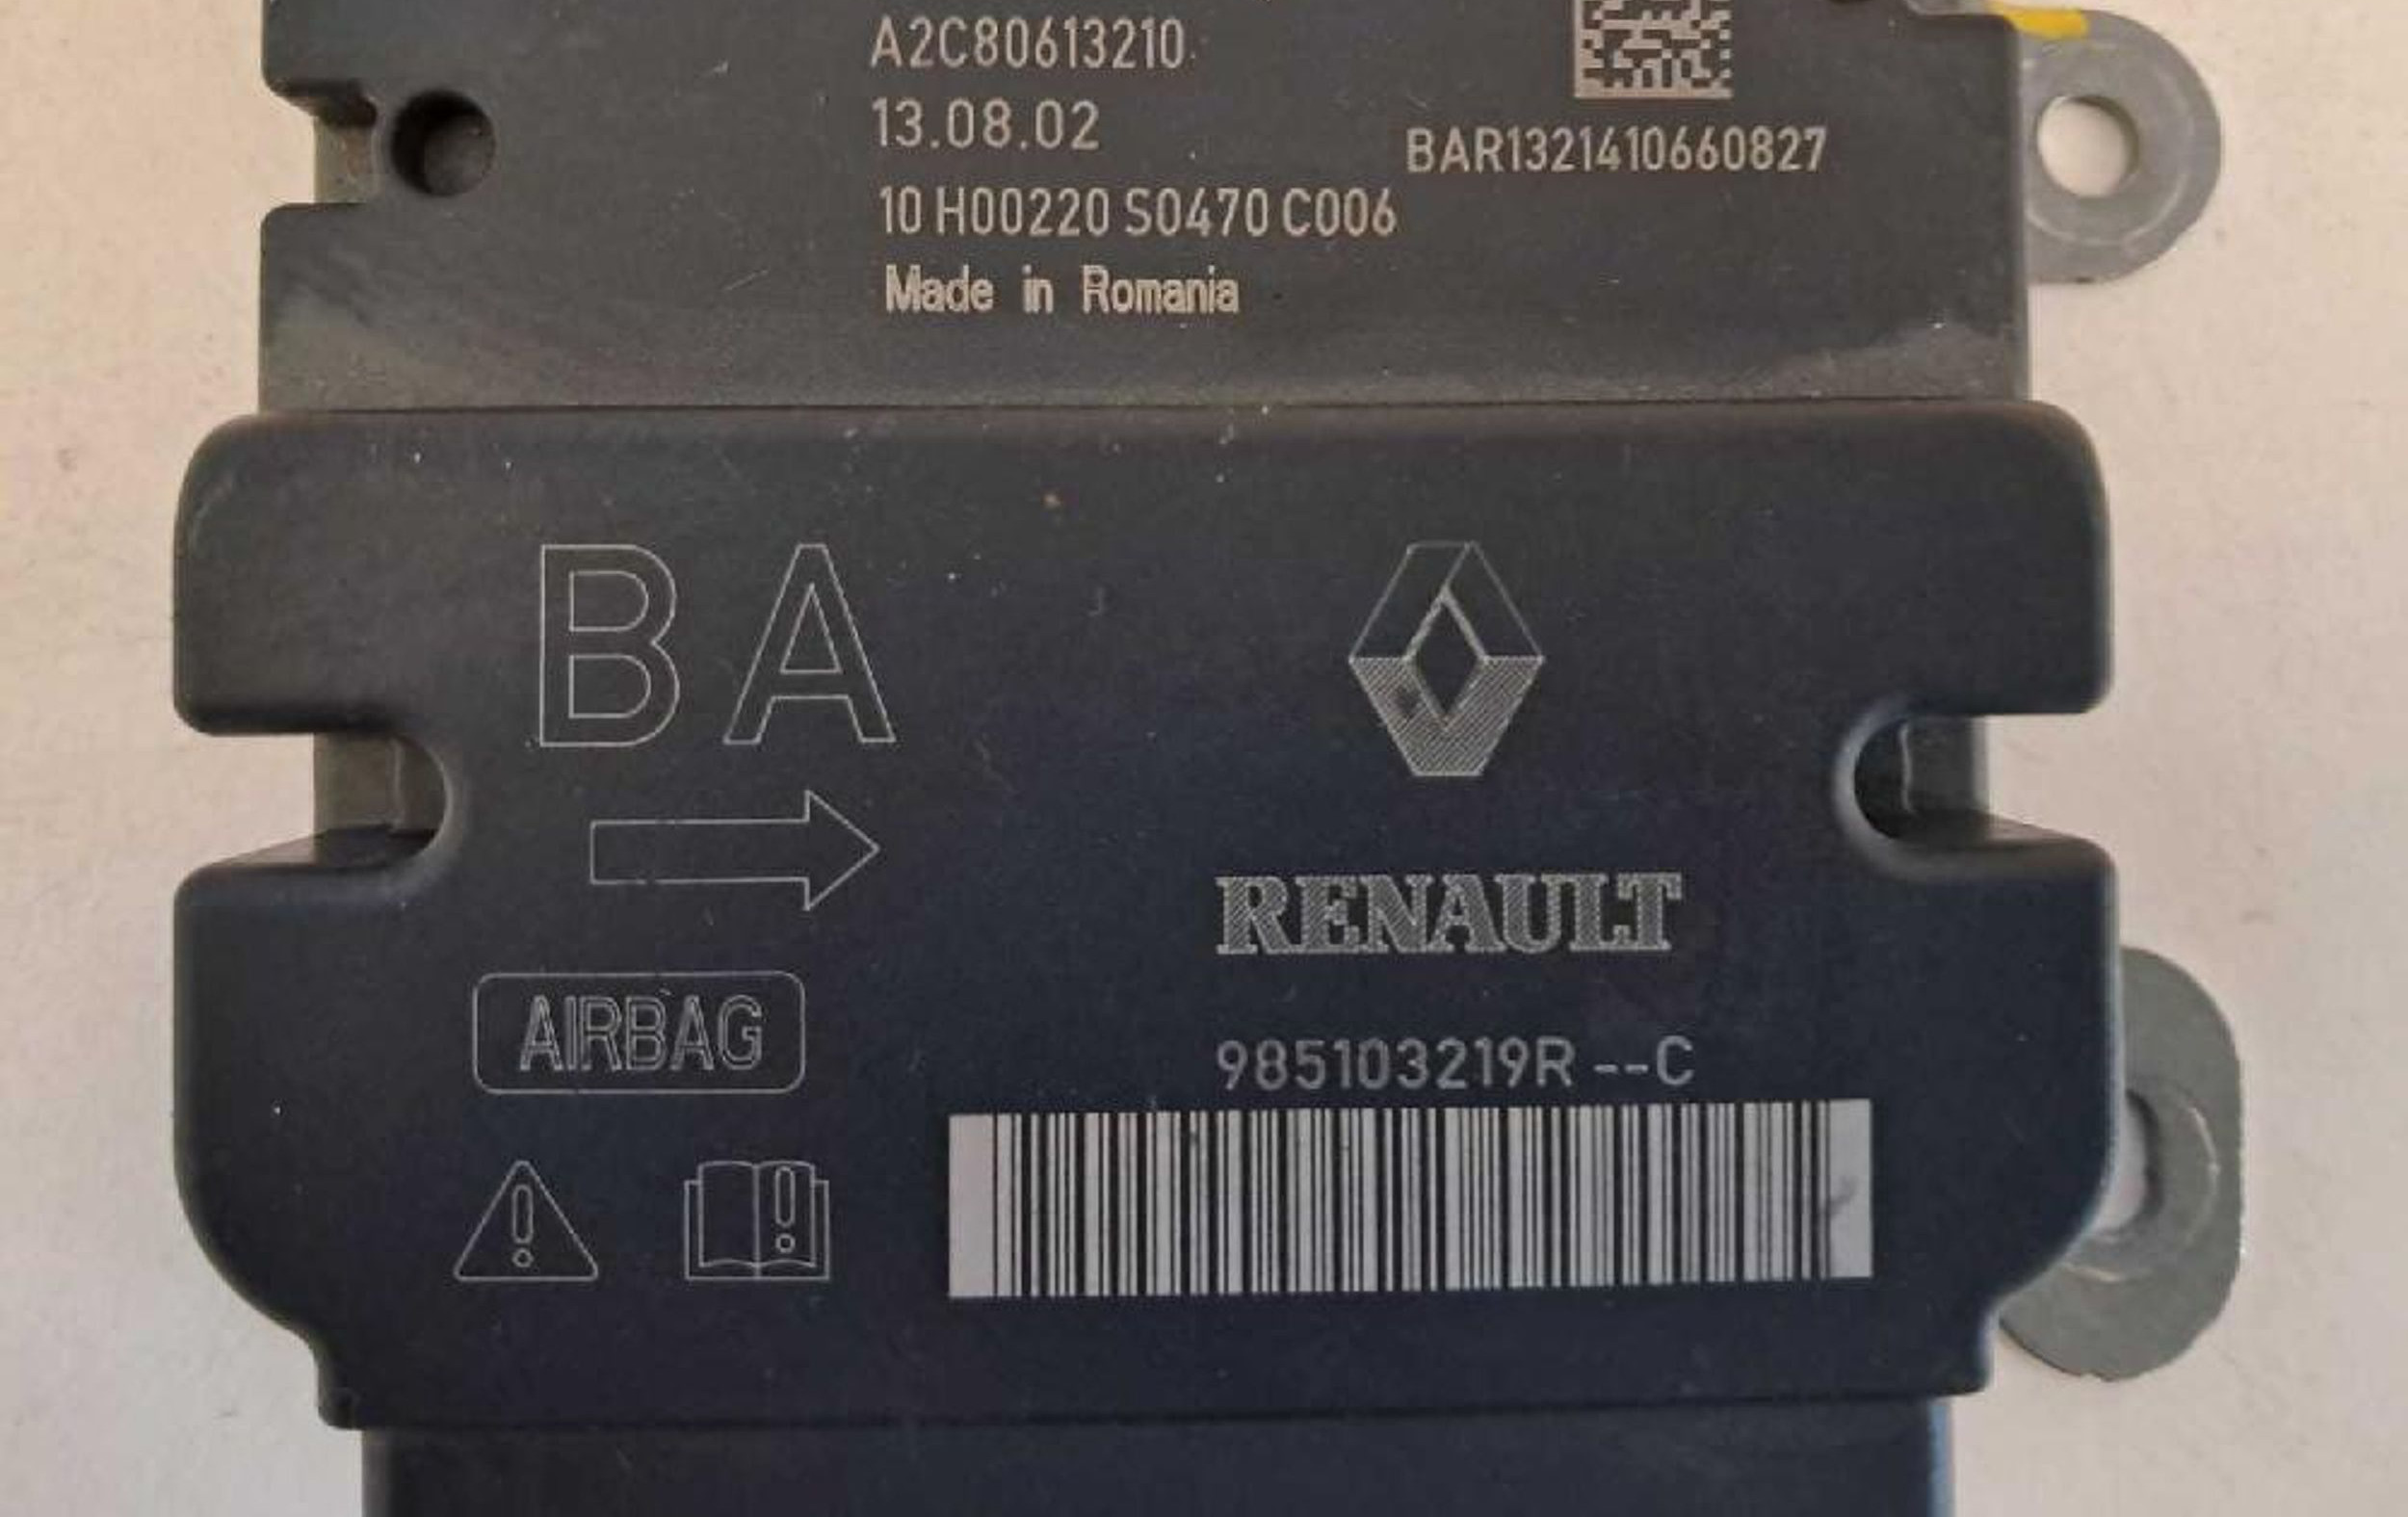 A2C80613210
13.08.02
BAR1321410660827
10 H00220 S0470 C006
Made in Romania
BA
RENAULT
AIRBAG
985103219R --C